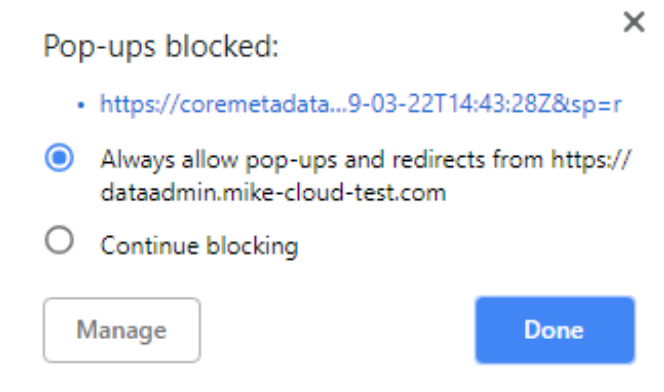 Pop-ups blocked:
• https://coremetadata...9-03-22T14:43:28Z&sp=r
Always allow pop-ups and redirects from https://
dataadmin.mike-cloud-test.com
Continue blocking
Manage
Done